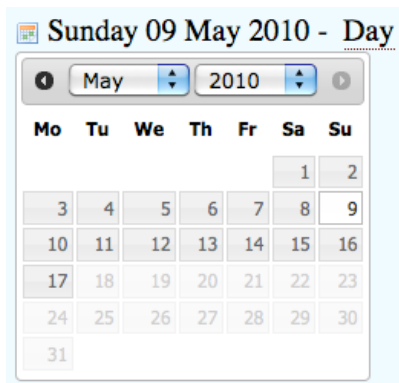 Sunday 09 May 2010 - Day
May 2010
Mo Tu We Th Fr Sa Su
1 2
3 4 5 6 7 8 9
10 11 12 13 14 15 16
17 18 19 20 21 22 23
24 25 26 27 28 29 30
31